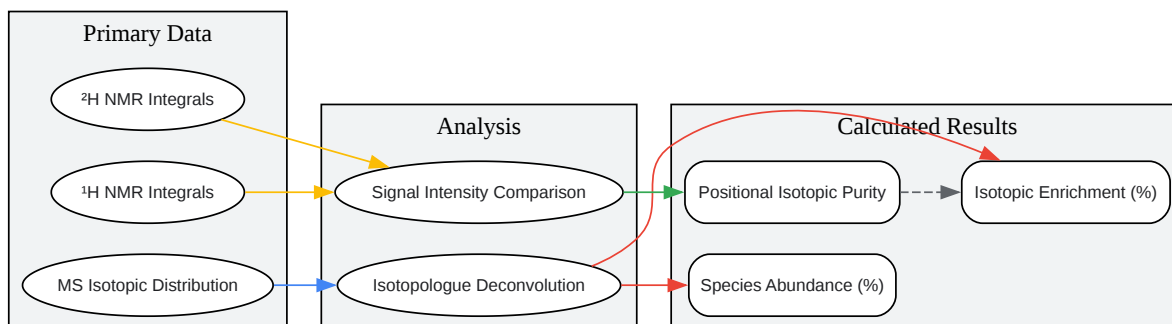 Primary Data
²H NMR Integrals
¹H NMR Integrals
MS Isotopic Distribution
Analysis
Signal Intensity Comparison
Isotopologue Deconvolution
Calculated Results
Positional Isotopic Purity
Isotopic Enrichment (%)
Species Abundance (%)